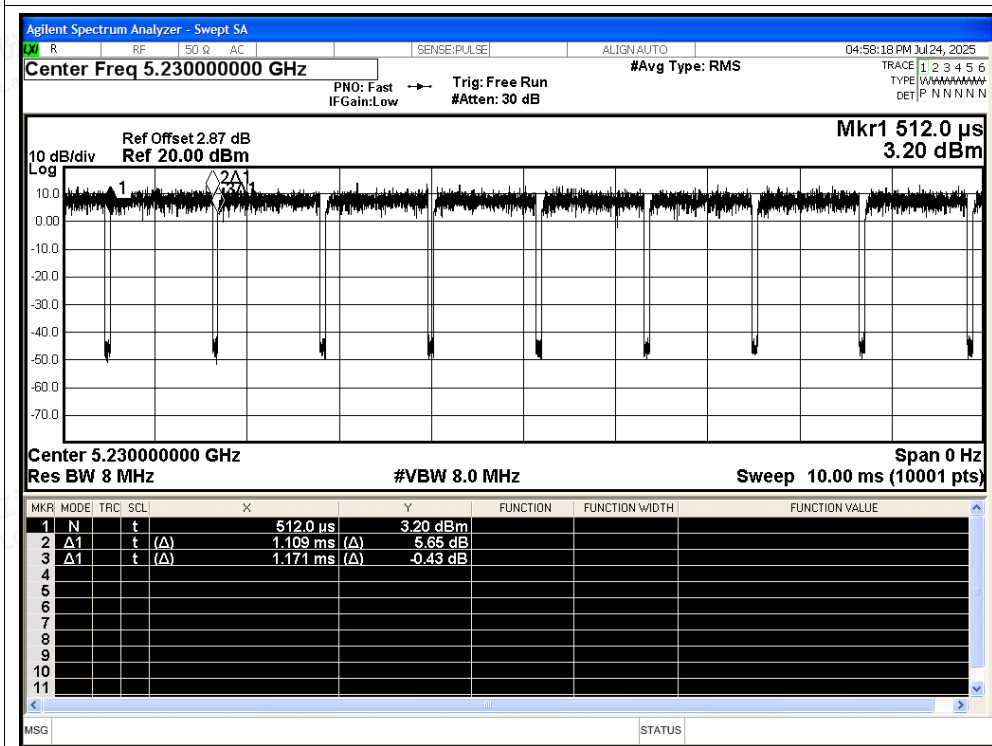 Agilent Spectrum Analyzer - Swept SA
LXI R RF 50 Ω AC SENSE:PULSE ALIGN AUTO 04:58:18 PM Jul 24, 2025
Center Freq 5.230000000 GHz #Avg Type: RMS TRACE 1 2 3 4 5 6
PNO: Fast Trig: Free Run TYPE WWWWWW
IFGain:Low #Atten: 30 dB DET P N N N N N
Mkr1 512.0 µs
Ref Offset 2.87 dB
10 dB/div Ref 20.00 dBm 3.20 dBm
Log
10.0
0.00
-10.0
-20.0
-30.0
-40.0
-50.0
-60.0
-70.0
Center 5.230000000 GHz Span 0 Hz
Res BW 8 MHz #VBW 8.0 MHz Sweep 10.00 ms (10001 pts)
MKR MODE TRC SCL X Y FUNCTION FUNCTION WIDTH FUNCTION VALUE
1 N t 512.0 µs 3.20 dBm
2 Δ1 t (Δ) 1.109 ms (Δ) 5.65 dB
3 Δ1 t (Δ) 1.171 ms (Δ) -0.43 dB
4
5
6
7
8
9
10
11
MSG STATUS